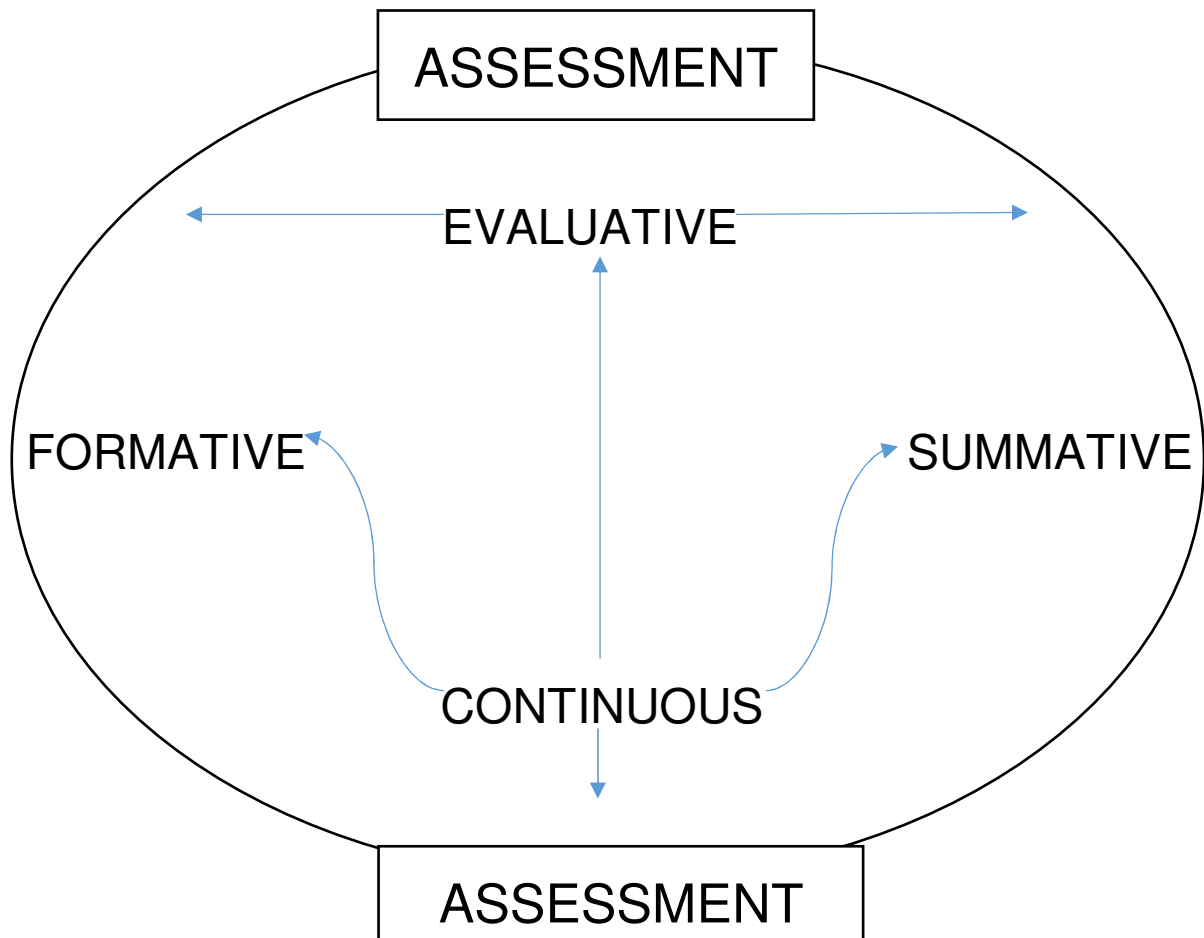 ASSESSMENT
EVALUATIVE
FORMATIVE
SUMMATIVE
CONTINUOUS
ASSESSMENT